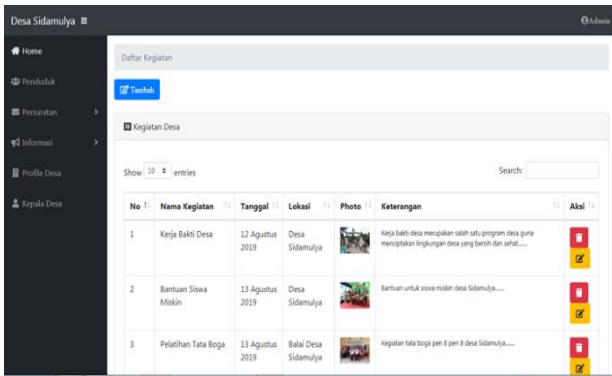 Desa Sidamulya
Admin
Home
Penduduk
Persuratan
Informasi
Profile Desa
Kepala Desa
Daftar Kegiatan
Tambah
Kegiatan Desa
Show 10 entries
Search:
No Nama Kegiatan Tanggal Lokasi Photo Keterangan Aksi
1 Kerja Bakti Desa 12 Agustus 2019 Desa Sidamulya Kerja bakti desa merupakan salah satu program desa guna
menciptakan lingkungan desa yang bersih dan sehat......
2 Bantuan Siswa Miskin 13 Agustus 2019 Desa Sidamulya Bantuan untuk siswa miskin desa Sidamulya......
3 Pelatihan Tata Boga 13 Agustus 2019 Balai Desa Sidamulya Kegiatan tata boga pen 8 pen 8 desa Sidamulya......